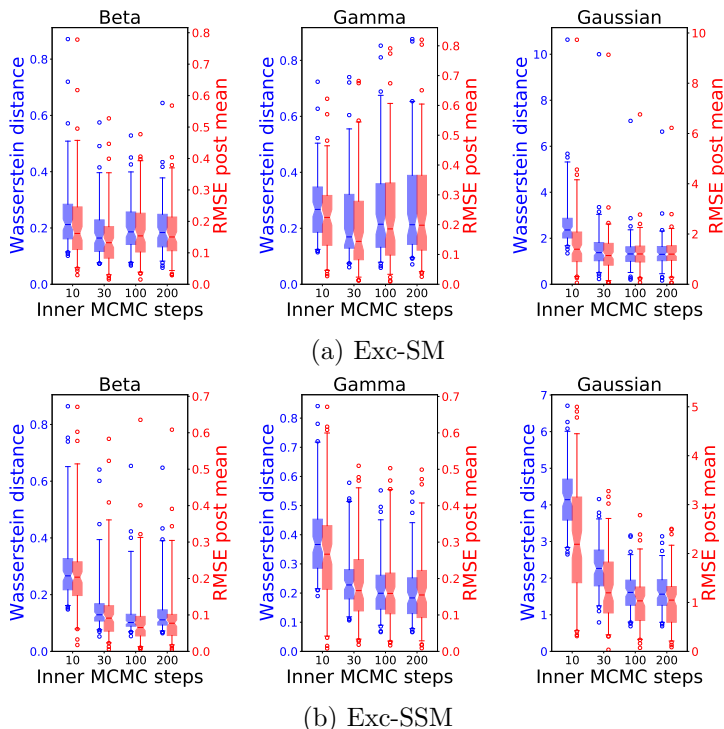 Beta
Gamma
Gaussian
Wasserstein distance
0.0
0.2
0.4
0.6
0.8
0.0
0.1
0.2
0.3
0.4
0.5
0.6
0.7
0.8
RMSE post mean
10 30 100 200
Inner MCMC steps
Wasserstein distance
0.2
0.4
0.6
0.8
0.0
0.1
0.2
0.3
0.4
0.5
0.6
0.7
0.8
RMSE post mean
10 30 100 200
Inner MCMC steps
Wasserstein distance
0
2
4
6
8
10
0
2
4
6
8
10
RMSE post mean
10 30 100 200
Inner MCMC steps
(a) Exc-SM
Beta
Gamma
Gaussian
Wasserstein distance
0.0
0.2
0.4
0.6
0.8
0.0
0.1
0.2
0.3
0.4
0.5
0.6
0.7
RMSE post mean
10 30 100 200
Inner MCMC steps
Wasserstein distance
0.0
0.1
0.2
0.3
0.4
0.5
0.6
0.7
0.8
0.0
0.1
0.2
0.3
0.4
0.5
0.6
0.7
RMSE post mean
10 30 100 200
Inner MCMC steps
Wasserstein distance
0
1
2
3
4
5
6
7
0
1
2
3
4
5
RMSE post mean
10 30 100 200
Inner MCMC steps
(b) Exc-SSM